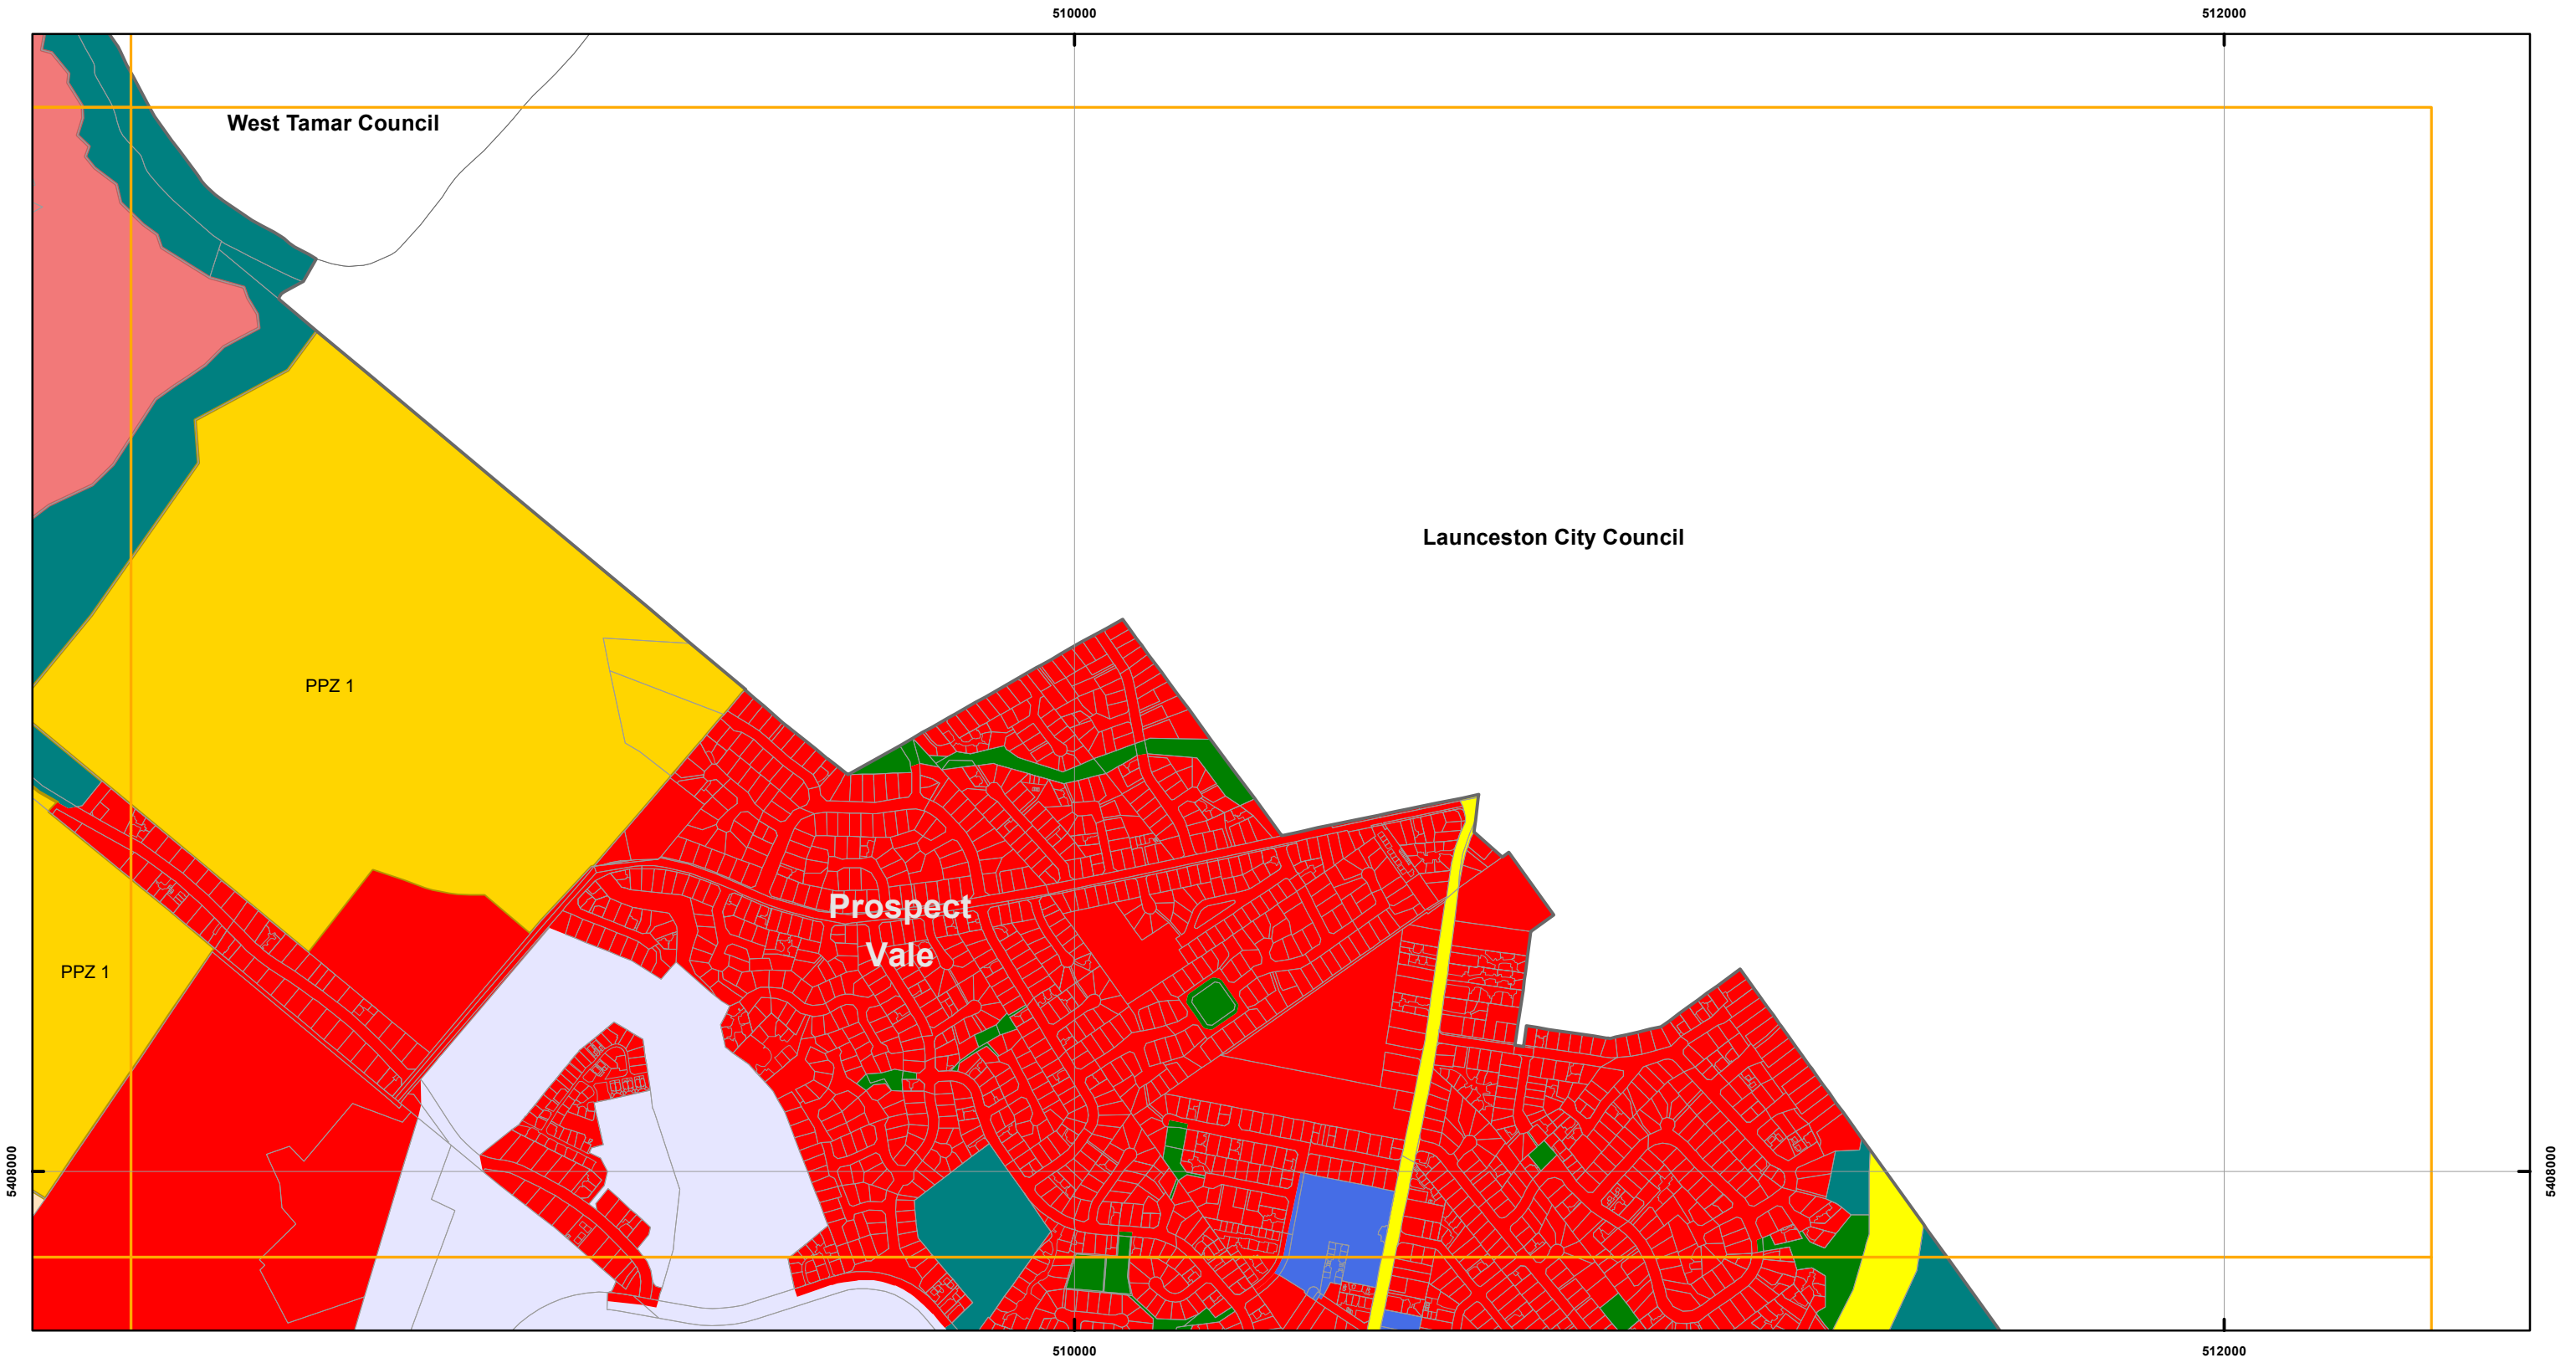 510000
512000
West Tamar Council
Launceston City Council
PPZ 1
Prospect
Vale
PPZ 1
5408000
5408000
510000
512000